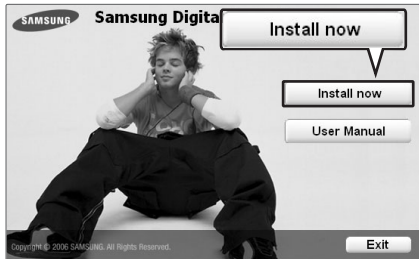 SAMSUNG
Samsung Digita
Install now
Install now
User Manual
Copyright © 2006 SAMSUNG. All Rights Reserved.
Exit